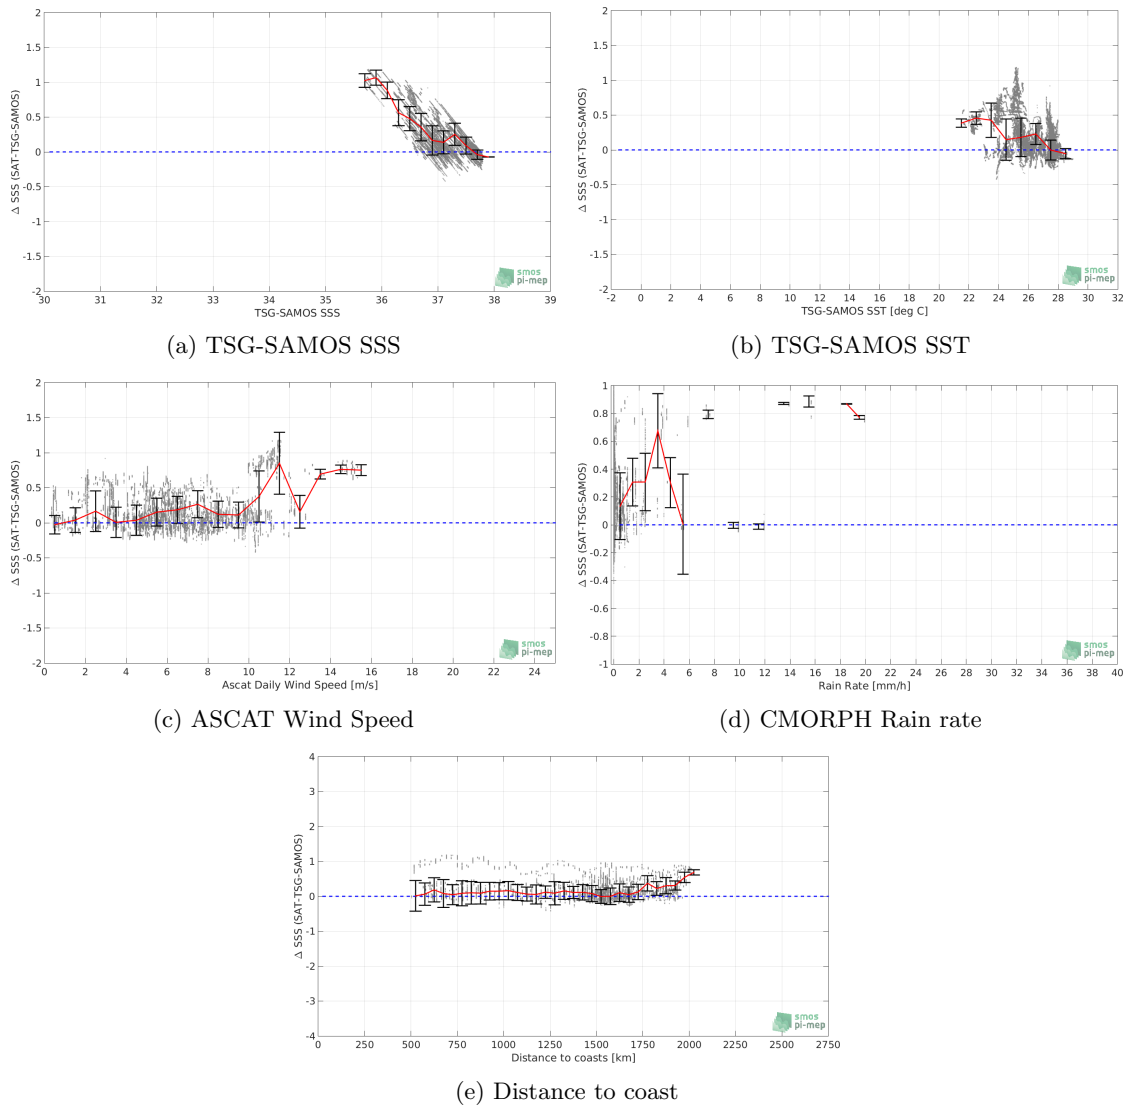 2
1.5
1
0.5
0
-0.5
-1
-1.5
-2
Δ SSS (SAT-TSG-SAMOS)
30 31 32 33 34 35 36 37 38 39
TSG-SAMOS SSS
smos
pi-mep
(a) TSG-SAMOS SSS
2
1.5
1
0.5
0
-0.5
-1
-1.5
-2
Δ SSS (SAT-TSG-SAMOS)
-2 0 2 4 6 8 10 12 14 16 18 20 22 24 26 28 30 32
TSG-SAMOS SST [deg C]
smos
pi-mep
(b) TSG-SAMOS SST
2
1.5
1
0.5
0
0.5
1
1.5
2
Δ SSS (SAT-TSG-SAMOS)
0 2 4 6 8 10 12 14 16 18 20 22 24
Ascat Daily Wind Speed [m/s]
smos
pi-mep
(c) ASCAT Wind Speed
1
0.8
0.6
0.4
0.2
0
-0.2
-0.4
-0.6
-0.8
-1
Δ SSS (SAT-TSG-SAMOS)
0 2 4 6 8 10 12 14 16 18 20 22 24 26 28 30 32 34 36 38 40
Rain Rate [mm/h]
smos
pi-mep
(d) CMORPH Rain rate
4
3
2
1
0
-1
-2
-3
-4
Δ SSS (SAT-TSG-SAMOS)
0 250 500 750 1000 1250 1500 1750 2000 2250 2500 2750
Distance to coasts [km]
smos
pi-mep
(e) Distance to coast